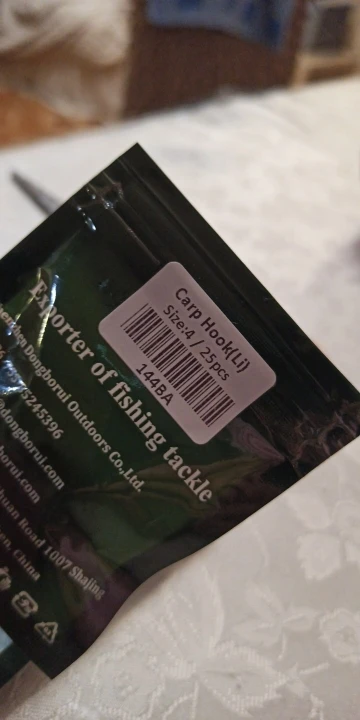 Carp Hook(Li)
Size:4 / 25pcs
144BA
Exporter of fishing tackle
Dongborui Outdoors Co.,Ltd.
5245396
dongborui.com
borui.com
Road 1007 Shajing
China